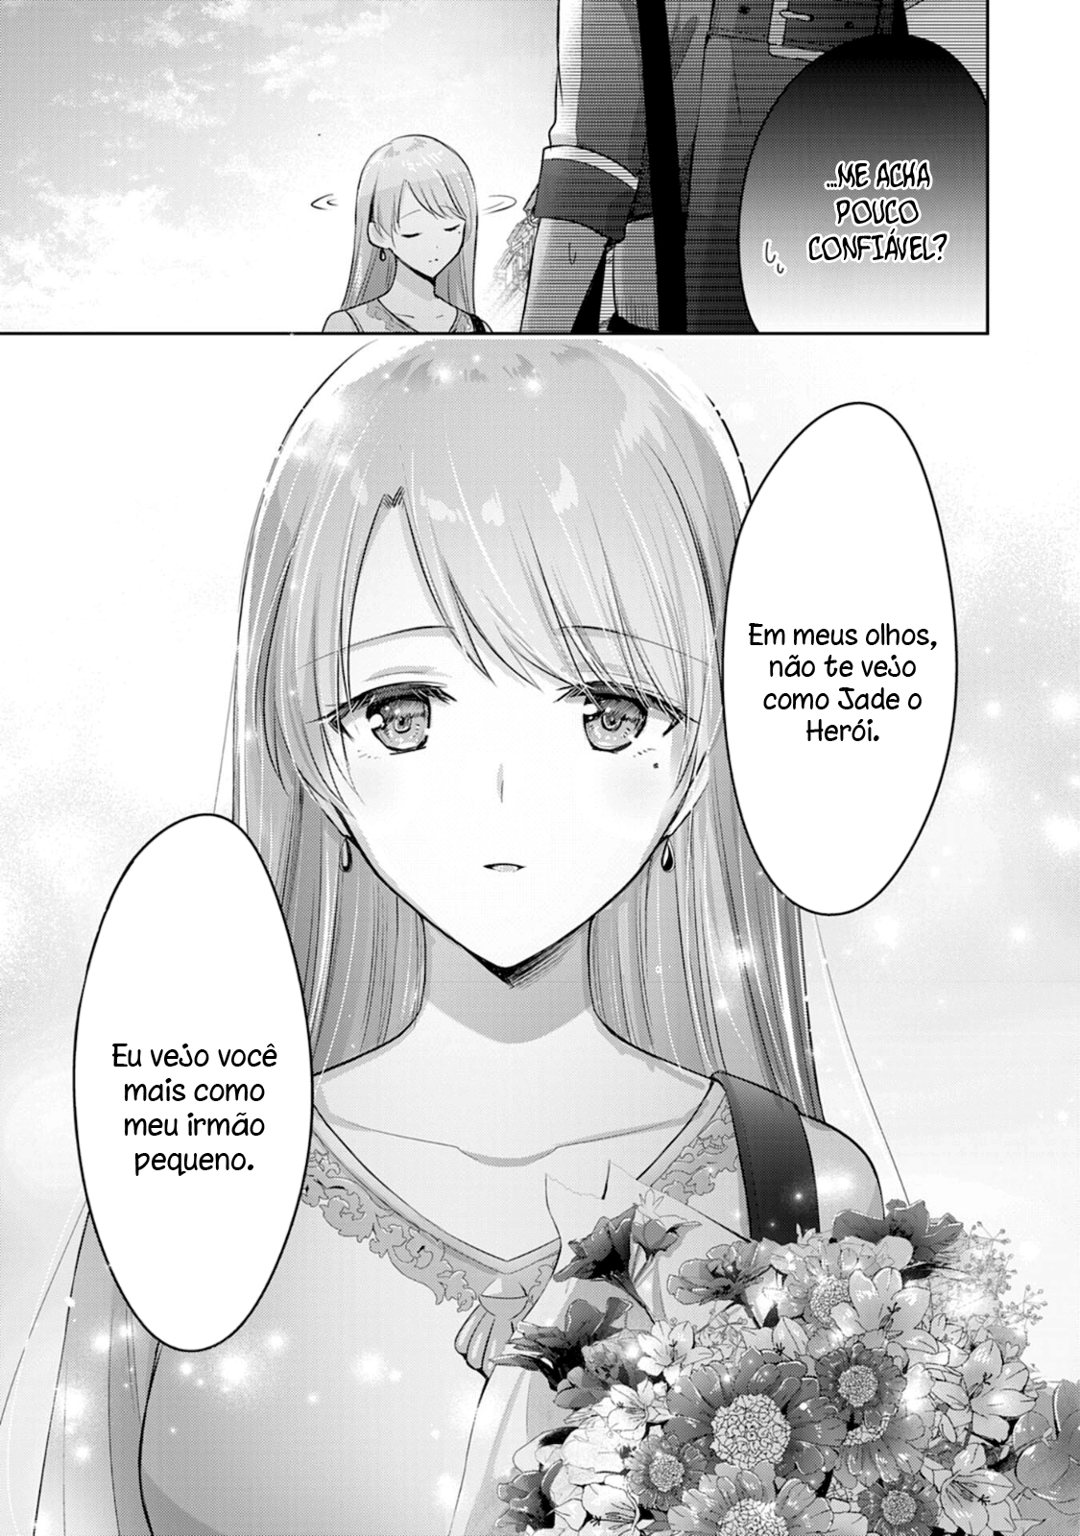 ...ME ACHA
POUCO
CONFIÁVEL?
Em meus olhos,
não te vejo
como Jade o
Herói.
Eu vejo você
mais como
meu irmão
pequeno.